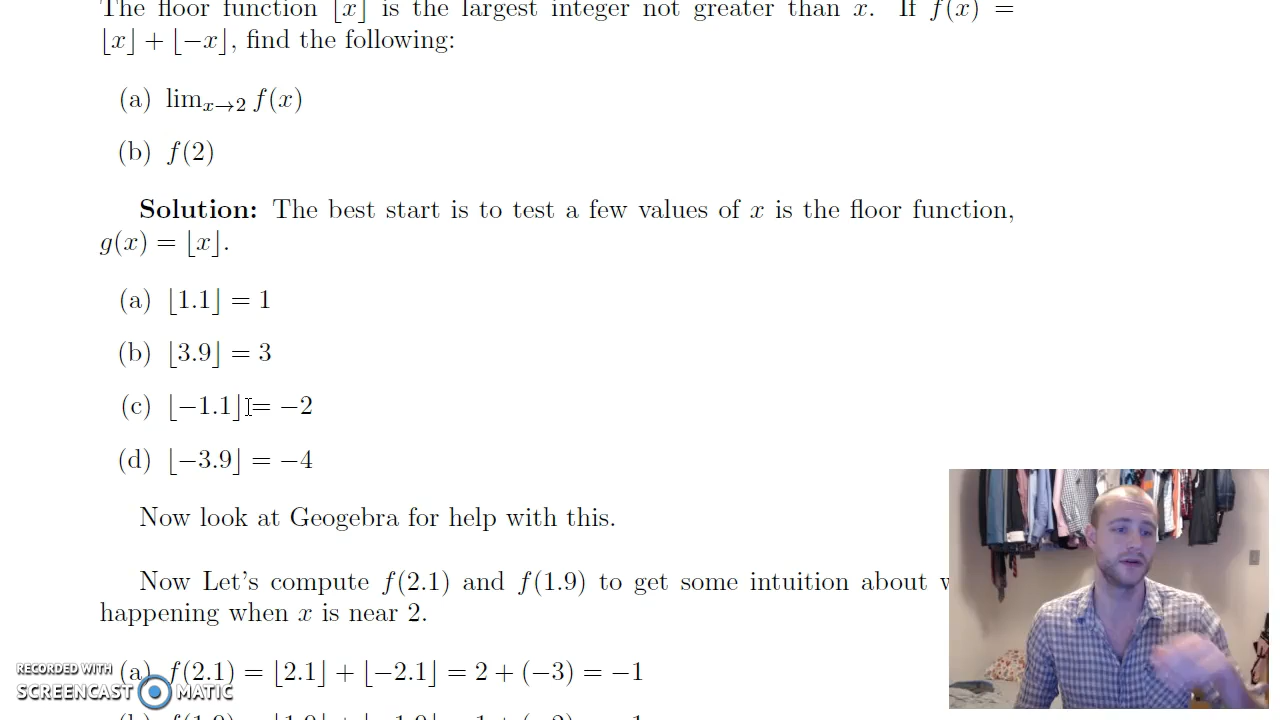 The floor function ⌊x⌋ is the largest integer not greater than x. If f(x) =
⌊x⌋ + ⌊−x⌋, find the following:
(a) lim_{x→2} f(x)
(b) f(2)
Solution: The best start is to test a few values of x is the floor function,
g(x) = ⌊x⌋.
(a) ⌊1.1⌋ = 1
(b) ⌊3.9⌋ = 3
(c) ⌊−1.1⌋ = −2
(d) ⌊−3.9⌋ = −4
Now look at Geogebra for help with this.
Now Let's compute f(2.1) and f(1.9) to get some intuition about
happening when x is near 2.
(a) f(2.1) = ⌊2.1⌋ + ⌊−2.1⌋ = 2 + (−3) = −1
RECORDED WITH
SCREENCAST MATIC